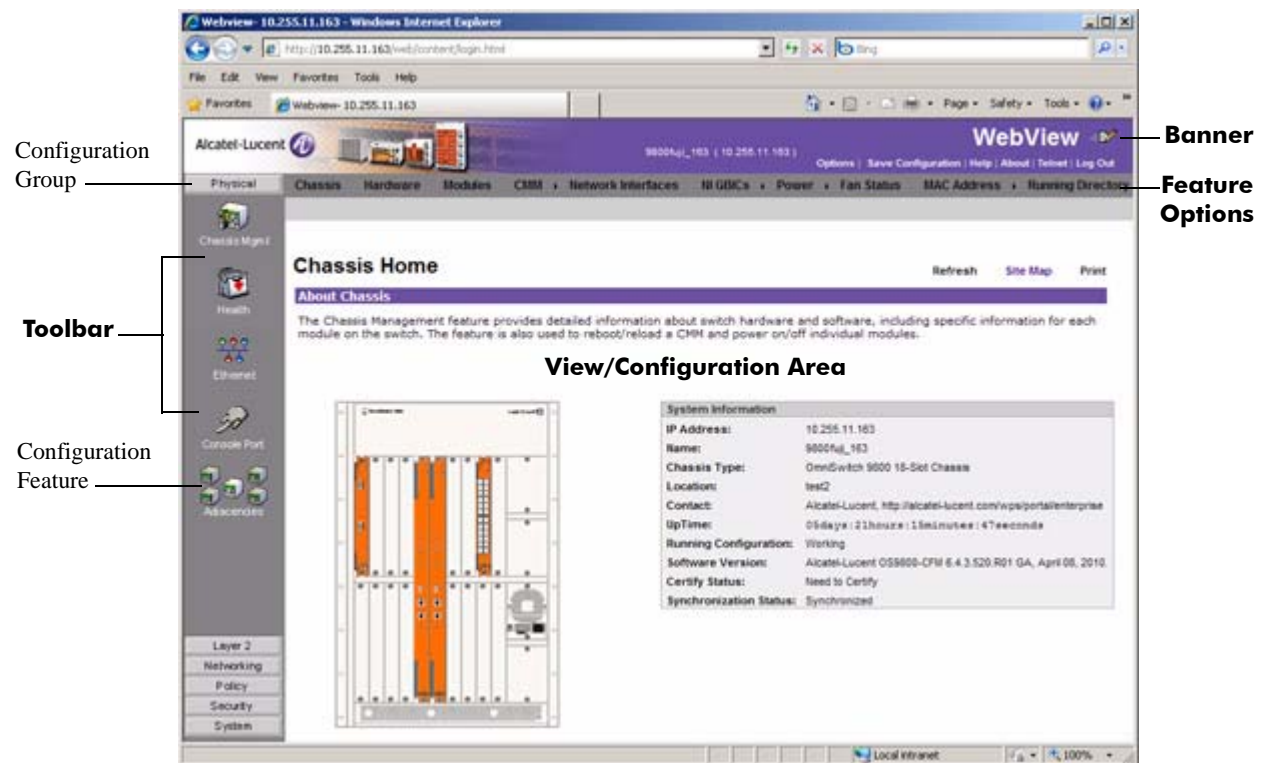 Webview- 10.255.11.163 - Windows Internet Explorer
http://10.255.11.163/web/content/login.html
Bing
File Edit View Favorites Tools Help
Favorites Webview- 10.255.11.163
Page Safety Tools
Alcatel-Lucent
9800fuji_163 ( 10.255.11.163 )
WebView
Options | Save Configuration | Help | About | Telnet | Log Out
Banner
Configuration
Group
Physical Chassis Hardware Modules CMM Network Interfaces NI GBICs Power Fan Status MAC Address Running Directory
Feature
Options
Chassis Mgmt
Chassis Home
Refresh Site Map Print
Health
About Chassis
Toolbar
The Chassis Management feature provides detailed information about switch hardware and software, including specific information for each
module on the switch. The feature is also used to reboot/reload a CMM and power on/off individual modules.
Ethernet
View/Configuration Area
Console Port
Configuration
Feature
Adjacencies
System Information
IP Address: 10.255.11.163
Name: 9800fuji_163
Chassis Type: OmniSwitch 9800 18-Slot Chassis
Location: test2
Contact: Alcatel-Lucent, http://alcatel-lucent.com/wps/portal/enterprise
UpTime: 05days:21hours:15minutes:47seconds
Running Configuration: Working
Software Version: Alcatel-Lucent OS9800-CFM 6.4.3.520.R01 GA, April 08, 2010.
Certify Status: Need to Certify
Synchronization Status: Synchronized
Layer 2
Networking
Policy
Security
System
Local intranet 100%